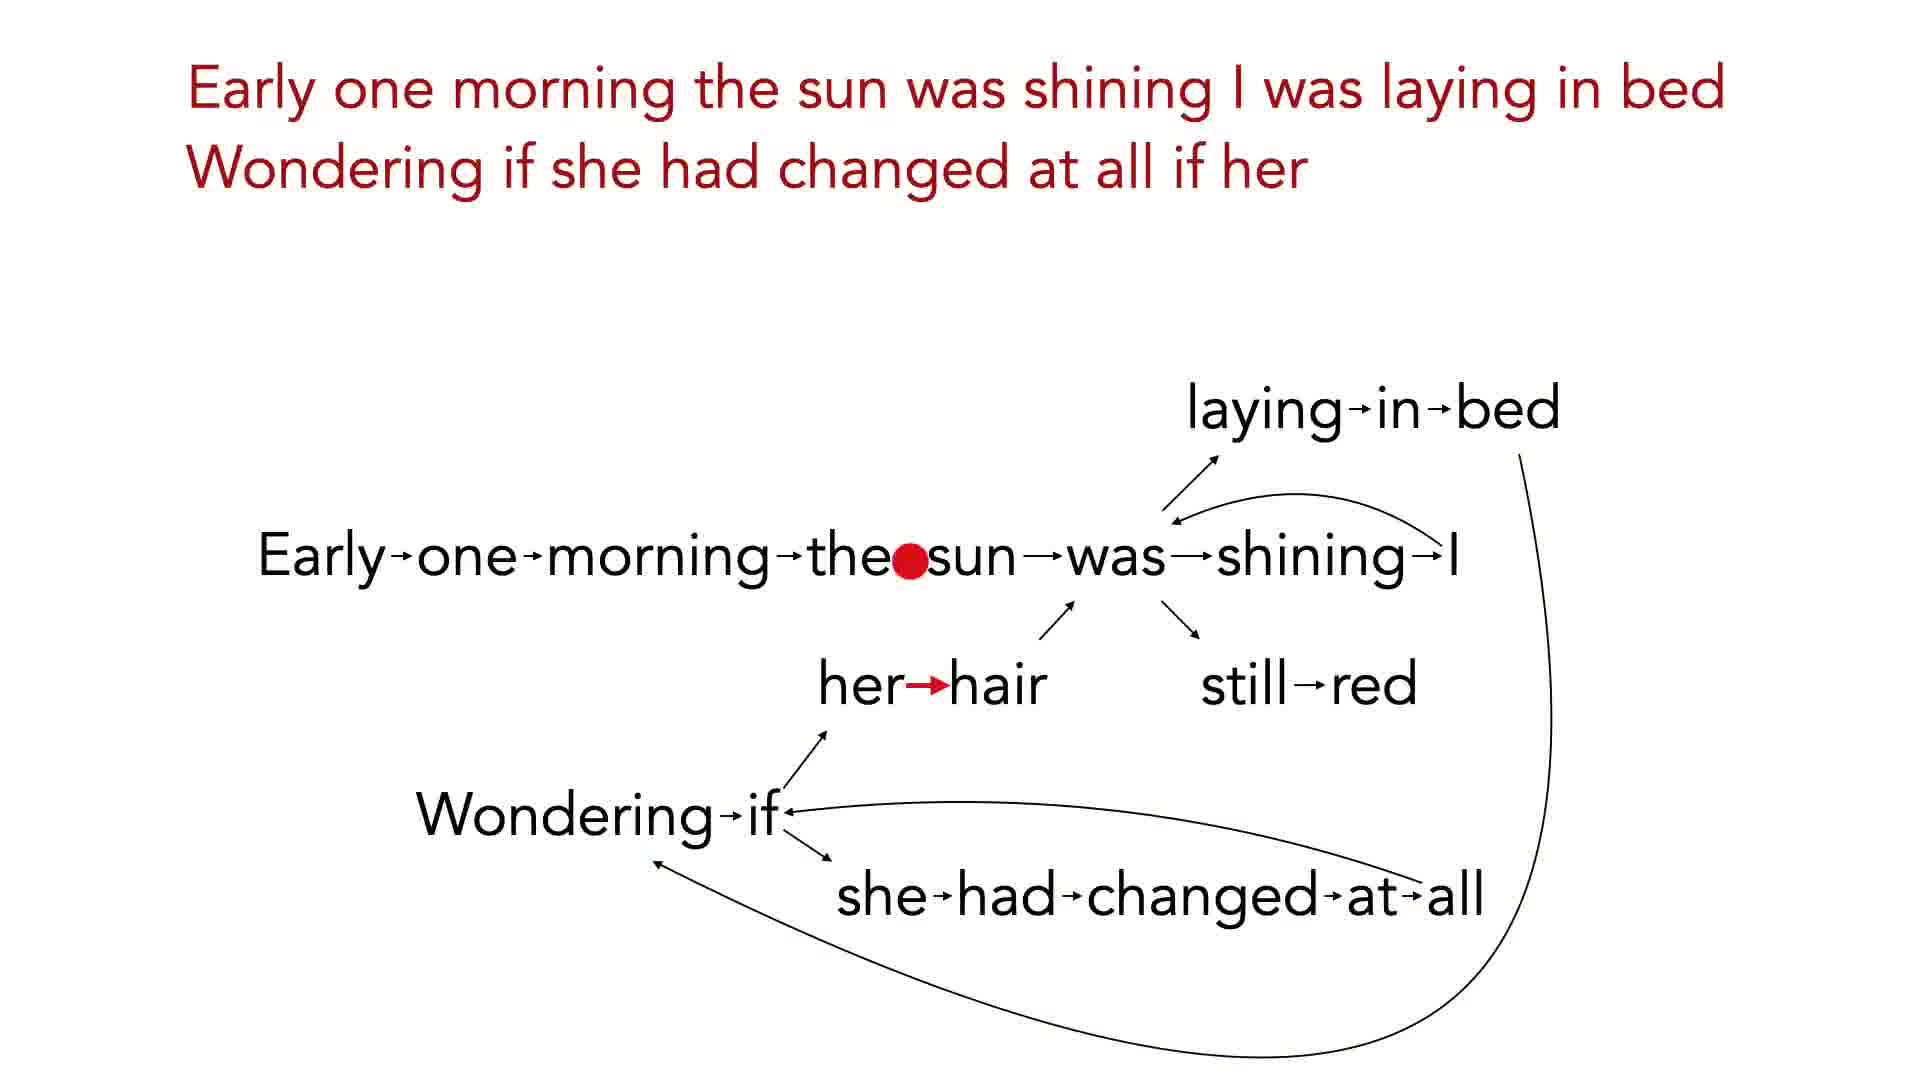 Early one morning the sun was shining I was laying in bed
Wondering if she had changed at all if her
laying in bed
Early one morning the sun was shining I
her hair still red
Wondering if
she had changed at all